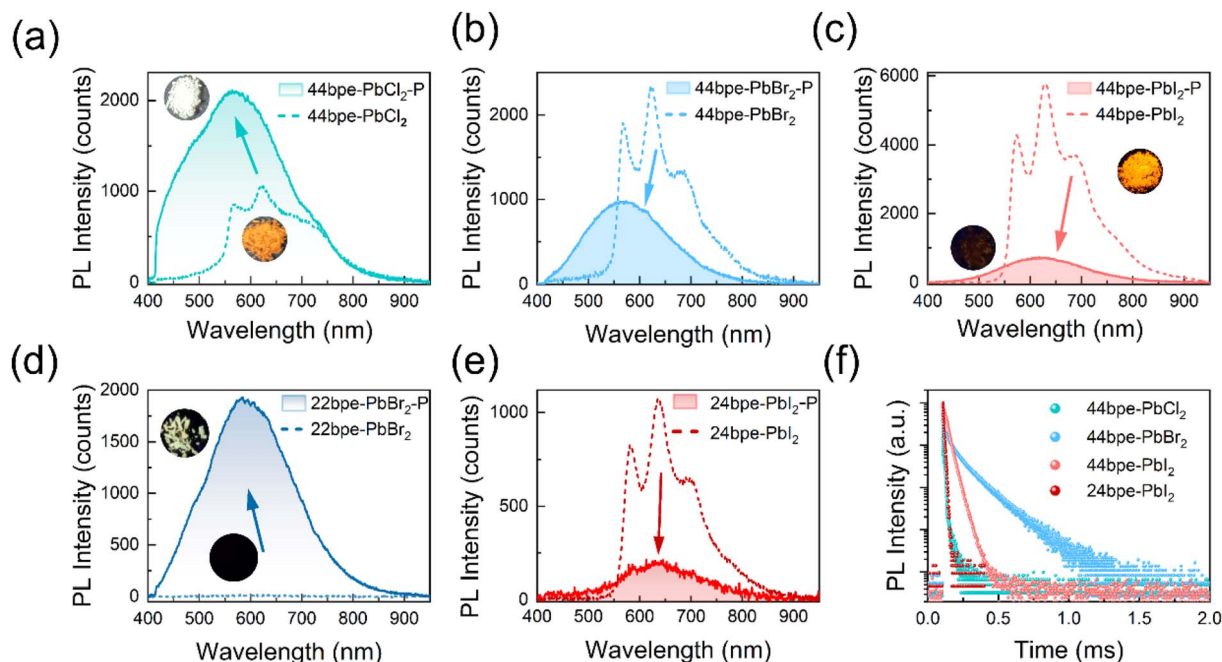 (a)
PL Intensity (counts)
2000
1000
0
44bpe-PbCl₂-P
44bpe-PbCl₂
400 500 600 700 800 900
Wavelength (nm)
(b)
PL Intensity (counts)
2000
1000
0
44bpe-PbBr₂-P
44bpe-PbBr₂
400 500 600 700 800 900
Wavelength (nm)
(c)
PL Intensity (counts)
6000
4000
2000
0
44bpe-PbI₂-P
44bpe-PbI₂
400 500 600 700 800 900
Wavelength (nm)
(d)
PL Intensity (counts)
2000
1500
1000
500
0
22bpe-PbBr₂-P
22bpe-PbBr₂
400 500 600 700 800 900
Wavelength (nm)
(e)
PL Intensity (counts)
1000
500
0
24bpe-PbI₂-P
24bpe-PbI₂
400 500 600 700 800 900
Wavelength (nm)
(f)
PL Intensity (a.u.)
44bpe-PbCl₂
44bpe-PbBr₂
44bpe-PbI₂
24bpe-PbI₂
0.0 0.5 1.0 1.5 2.0
Time (ms)